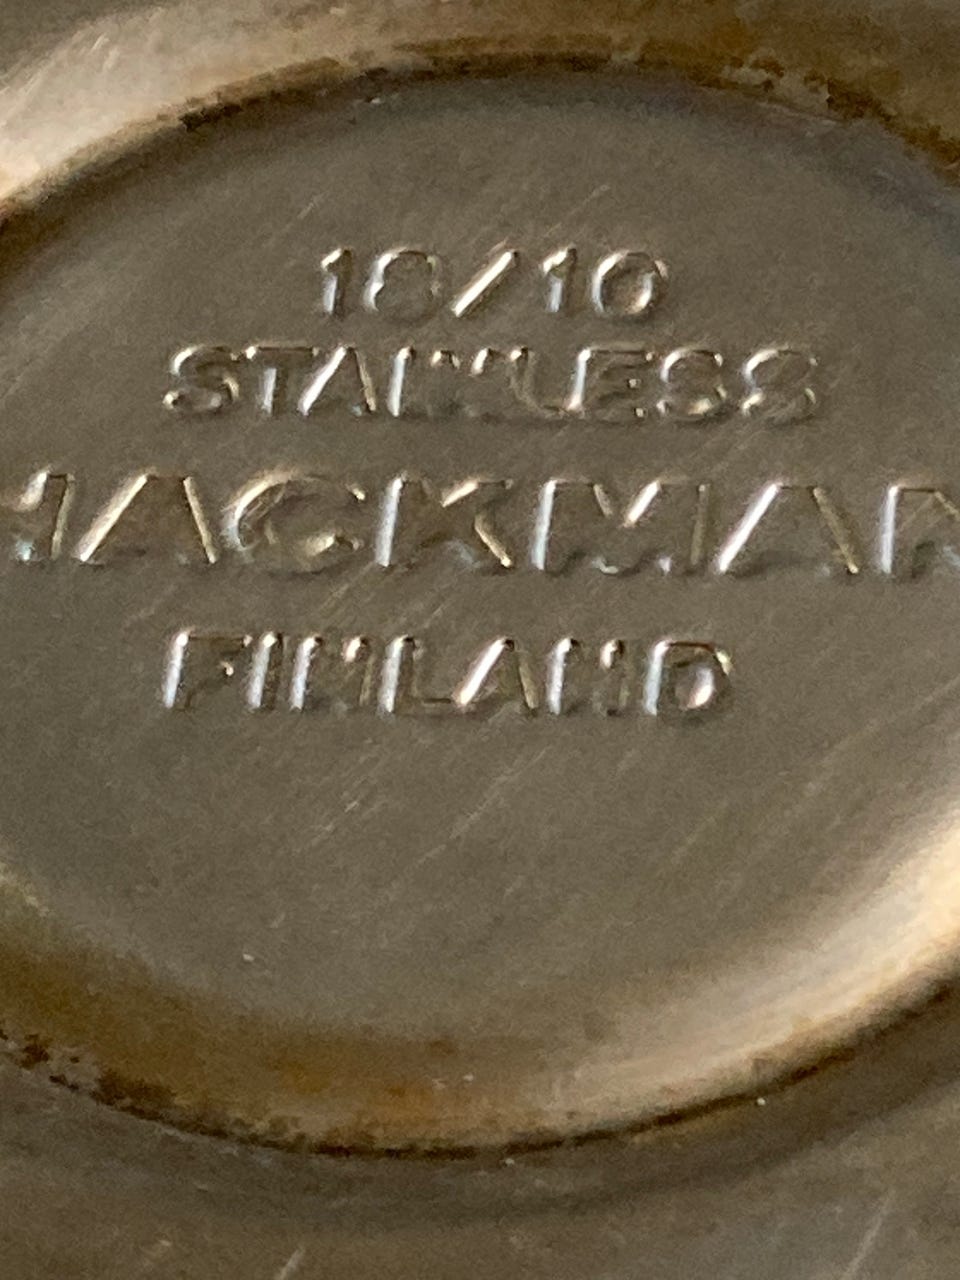 18/10
STAINLESS
HACKMAN
FINLAND